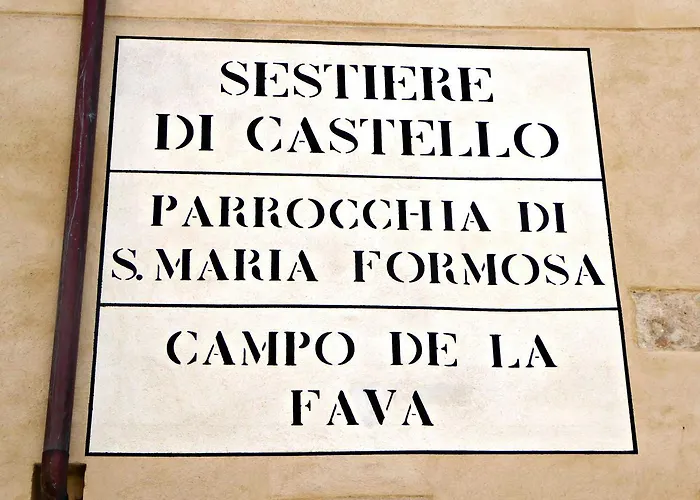 SESTIERE
DI CASTELLO
PARROCCHIA DI
S. MARIA FORMOSA
CAMPO DE LA
FAVA